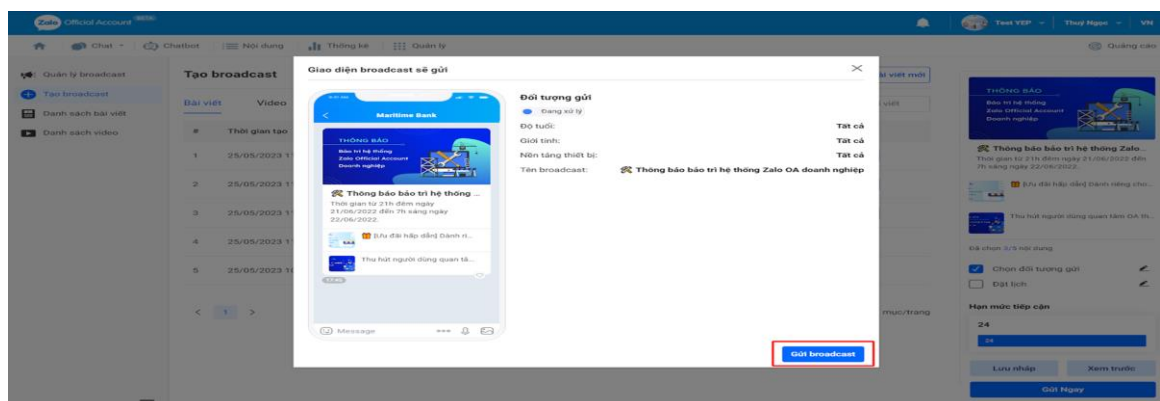 Zalo Official Account BETA
Test YEP
Thuý Ngọc
VN
Chat
Chatbot
Nội dung
Thống kê
Quản lý
Quảng cáo
Quản lý broadcast
Tạo broadcast
Danh sách bài viết
Danh sách video
Tạo broadcast
Bài viết
Video
#
Thời gian tạo
1 25/05/2023 1
2 25/05/2023 1
3 25/05/2023 1
4 25/05/2023 1
5 25/05/2023 1
< 1 >
mục/trang
Giao diện broadcast sẽ gửi
Maritime Bank
THÔNG BÁO
Bảo trì hệ thống
Zalo Official Account
Doanh nghiệp
Thông báo bảo trì hệ thống ...
Thời gian từ 21h đêm ngày
21/06/2022 đến 7h sáng ngày
22/06/2022
[Ưu đãi hấp dẫn] Dành ri...
Thu hút người dùng quan tâ...
Message
Đối tượng gửi
Đang xử lý
Độ tuổi: Tất cả
Giới tính: Tất cả
Nền tảng thiết bị: Tất cả
Tên broadcast: Thông báo bảo trì hệ thống Zalo OA doanh nghiệp
Gửi broadcast
ài viết mới
viết
THÔNG BÁO
Bảo trì hệ thống
Zalo Official Account
Doanh nghiệp
Thông báo bảo trì hệ thống Zalo...
Thời gian từ 21h đêm ngày 21/06/2022 đến
7h sáng ngày 22/06/2022
[Ưu đãi hấp dẫn] Dành riêng cho...
Thu hút người dùng quan tâm OA th...
Đã chọn 3/5 nội dung
Chọn đối tượng gửi
Đặt lịch
Hạn mức tiếp cận
24
24
Lưu nháp
Xem trước
Gửi Ngay